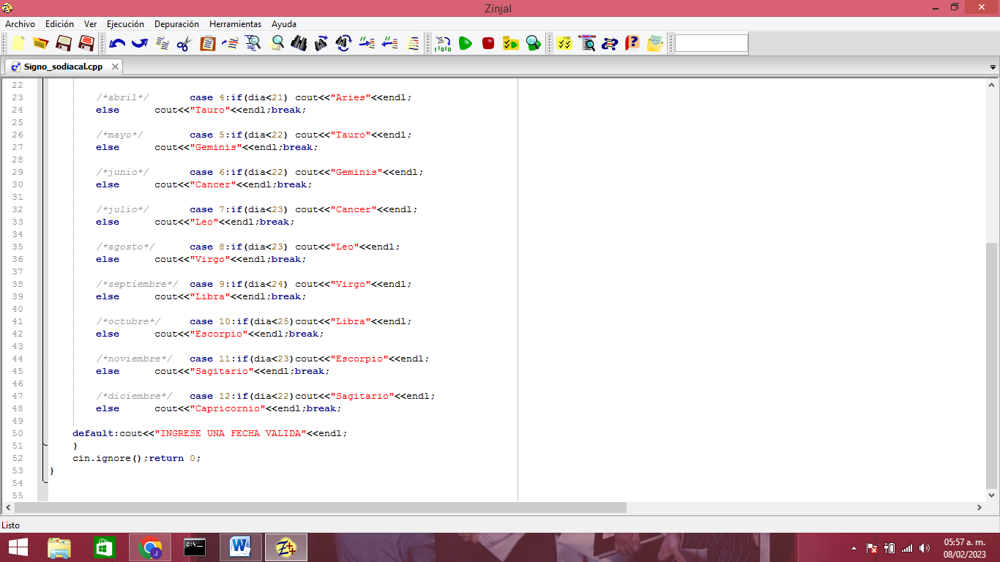 Zinjal
Archivo Edición Ver Ejecución Depuración Herramientas Ayuda
Signo_sodiacal.cpp
22
23 /*abril*/ case 4:if(dia<21) cout<<"Aries"<<endl;
24 else cout<<"Tauro"<<endl;break;
25
26 /*mayo*/ case 5:if(dia<22) cout<<"Tauro"<<endl;
27 else cout<<"Geminis"<<endl;break;
28
29 /*junio*/ case 6:if(dia<22) cout<<"Geminis"<<endl;
30 else cout<<"Cancer"<<endl;break;
31
32 /*julio*/ case 7:if(dia<23) cout<<"Cancer"<<endl;
33 else cout<<"Leo"<<endl;break;
34
35 /*agosto*/ case 8:if(dia<23) cout<<"Leo"<<endl;
36 else cout<<"Virgo"<<endl;break;
37
38 /*septiembre*/ case 9:if(dia<24) cout<<"Virgo"<<endl;
39 else cout<<"Libra"<<endl;break;
40
41 /*octubre*/ case 10:if(dia<25)cout<<"Libra"<<endl;
42 else cout<<"Escorpio"<<endl;break;
43
44 /*noviembre*/ case 11:if(dia<23)cout<<"Escorpio"<<endl;
45 else cout<<"Sagitario"<<endl;break;
46
47 /*diciembre*/ case 12:if(dia<22)cout<<"Sagitario"<<endl;
48 else cout<<"Capricornio"<<endl;break;
49
50 default:cout<<"INGRESE UNA FECHA VALIDA"<<endl;
51 }
52 cin.ignore();return 0;
53 }
54
55
Listo
05:57 a. m.
08/02/2023